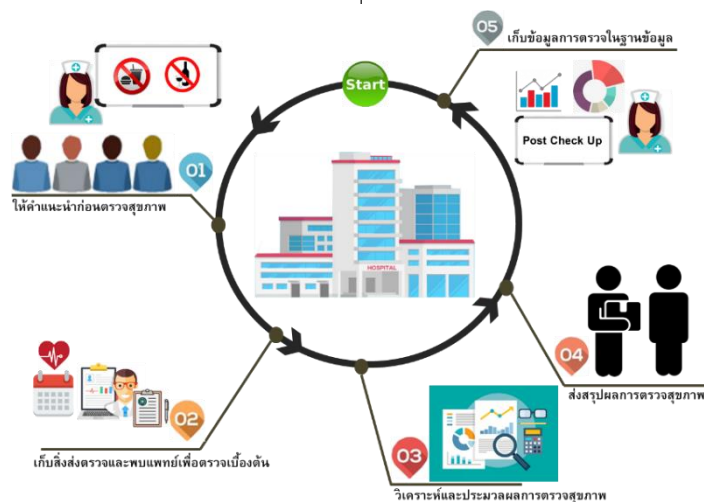 Start
01
ให้คำแนะนำก่อนตรวจสุขภาพ
02
เก็บสิ่งส่งตรวจและพบแพทย์เพื่อตรวจเบื้องต้น
03
วิเคราะห์และประมวลผลการตรวจสุขภาพ
04
ส่งสรุปผลการตรวจสุขภาพ
05
เก็บข้อมูลการตรวจในฐานข้อมูล
Post Check Up
HOSPITAL